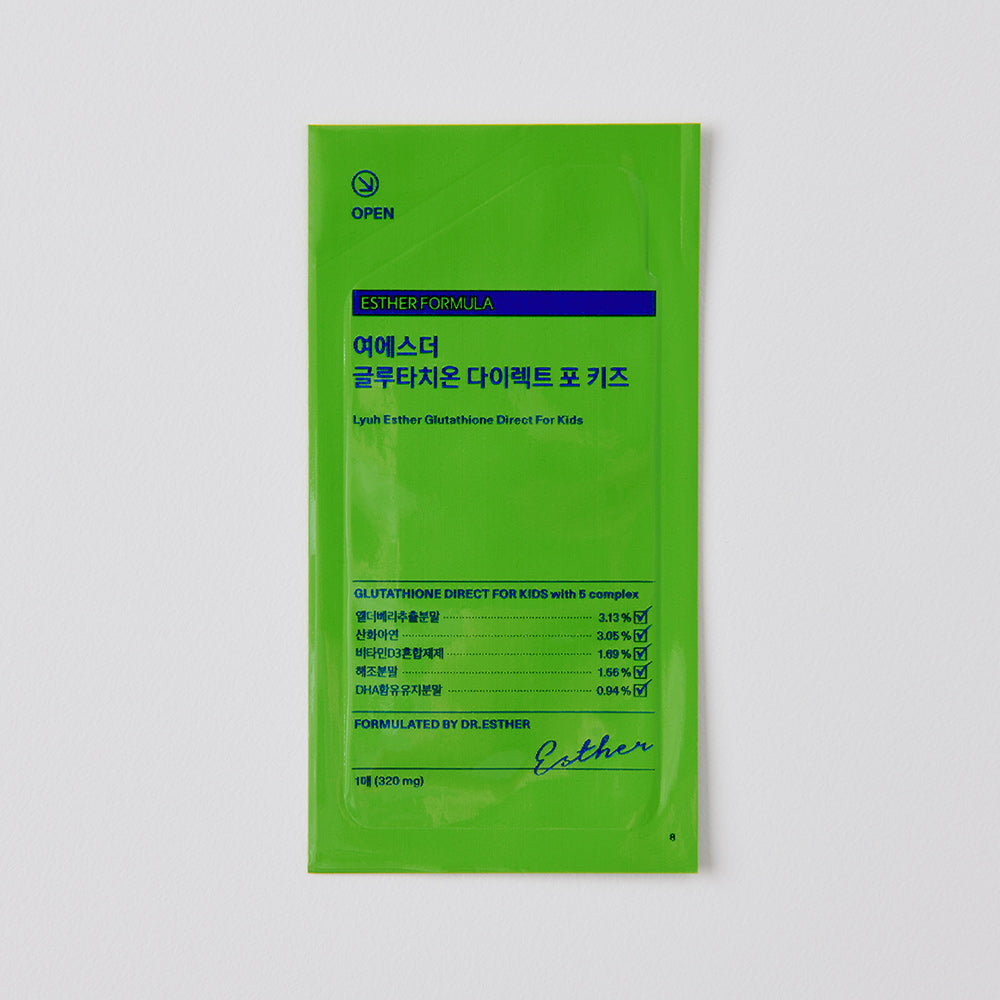 OPEN
ESTHER FORMULA
여에스더
글루타치온 다이렉트 포 키즈
Lyuh Esther Glutathione Direct For Kids
GLUTATHIONE DIRECT FOR KIDS with 5 complex
엘더베리추출분말 3.13 %
산화아연 3.05 %
비타민D3혼합제제 1.69 %
해조분말 1.56 %
DHA함유유지분말 0.94 %
FORMULATED BY DR.ESTHER
Esther
1매 (320 mg)
8